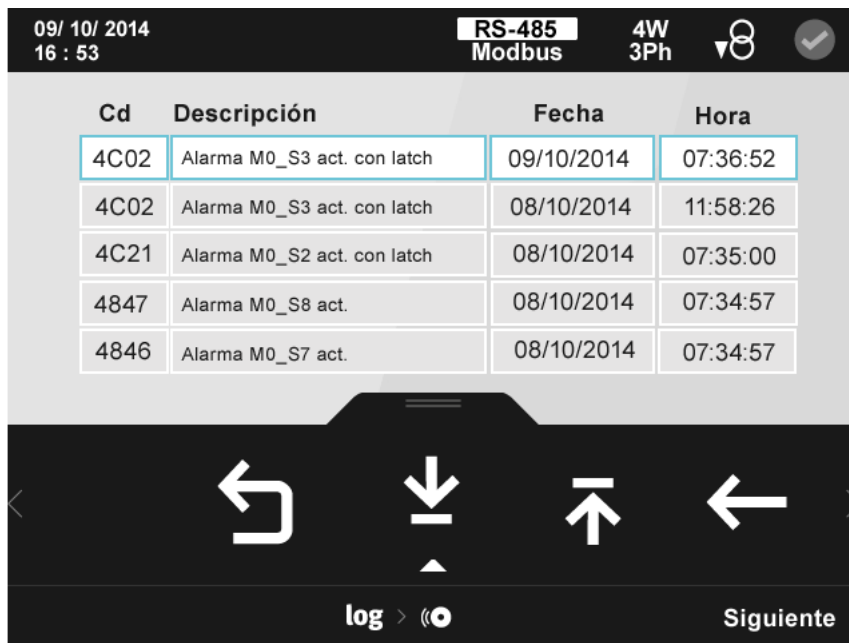 09/ 10/ 2014 RS-485 4W
16 : 53 Modbus 3Ph
Cd Descripción Fecha Hora
4C02 Alarma M0_S3 act. con latch 09/10/2014 07:36:52
4C02 Alarma M0_S3 act. con latch 08/10/2014 11:58:26
4C21 Alarma M0_S2 act. con latch 08/10/2014 07:35:00
4847 Alarma M0_S8 act. 08/10/2014 07:34:57
4846 Alarma M0_S7 act. 08/10/2014 07:34:57
log > Siguiente